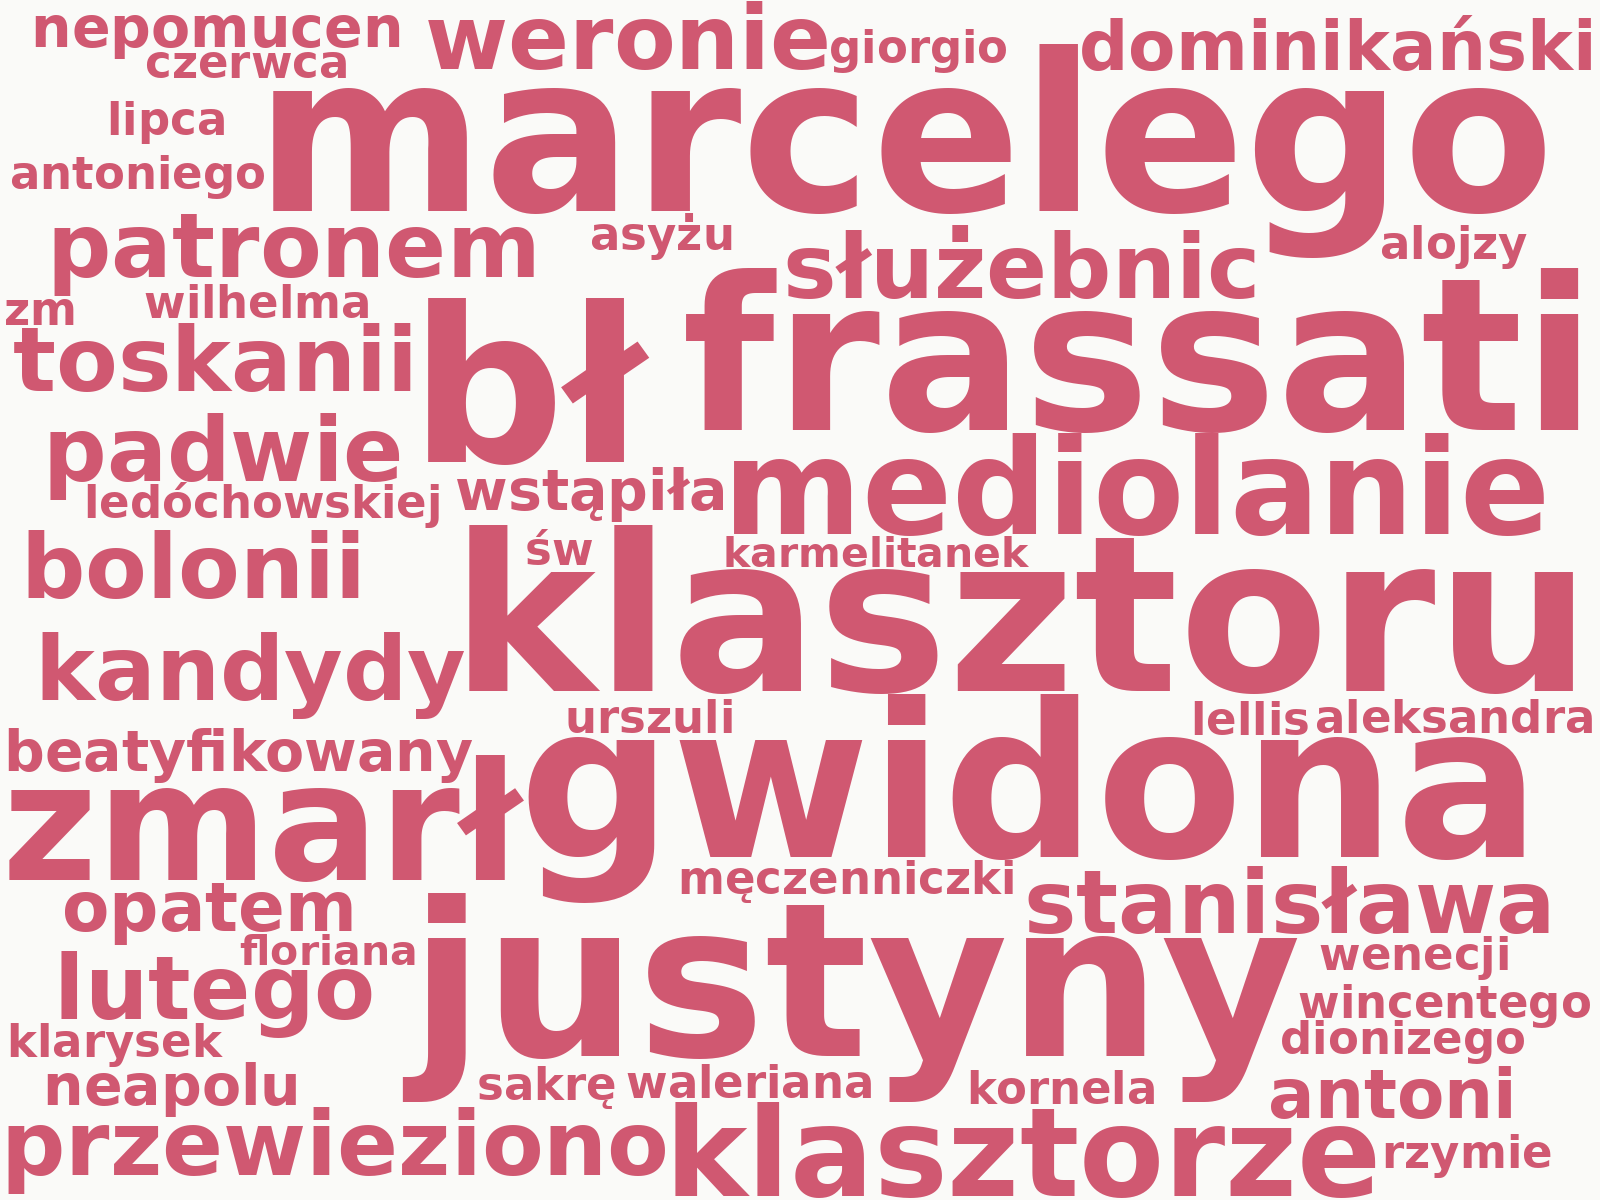 nepomucen
weronie
giorgio
dominikański
czerwca
marcelego
lipca
antoniego
patronem
asyżu
służebnic
alojzy
zm
wilhelma
bł
frassati
toskanii
padwie
wstąpiła
mediolanie
ledóchowskiej
bolonii
św
karmelitanek
klasztoru
kandydy
urszuli
lellis
aleksandra
beatyfikowany
gwidona
zmarł
męczenniczki
stanisława
opatem
floriana
justyny
wenecji
lutego
wincentego
klarysek
dionizego
neapolu
sakrę
waleriana
kornela
antoni
przewieziono
klasztorze
rzymie